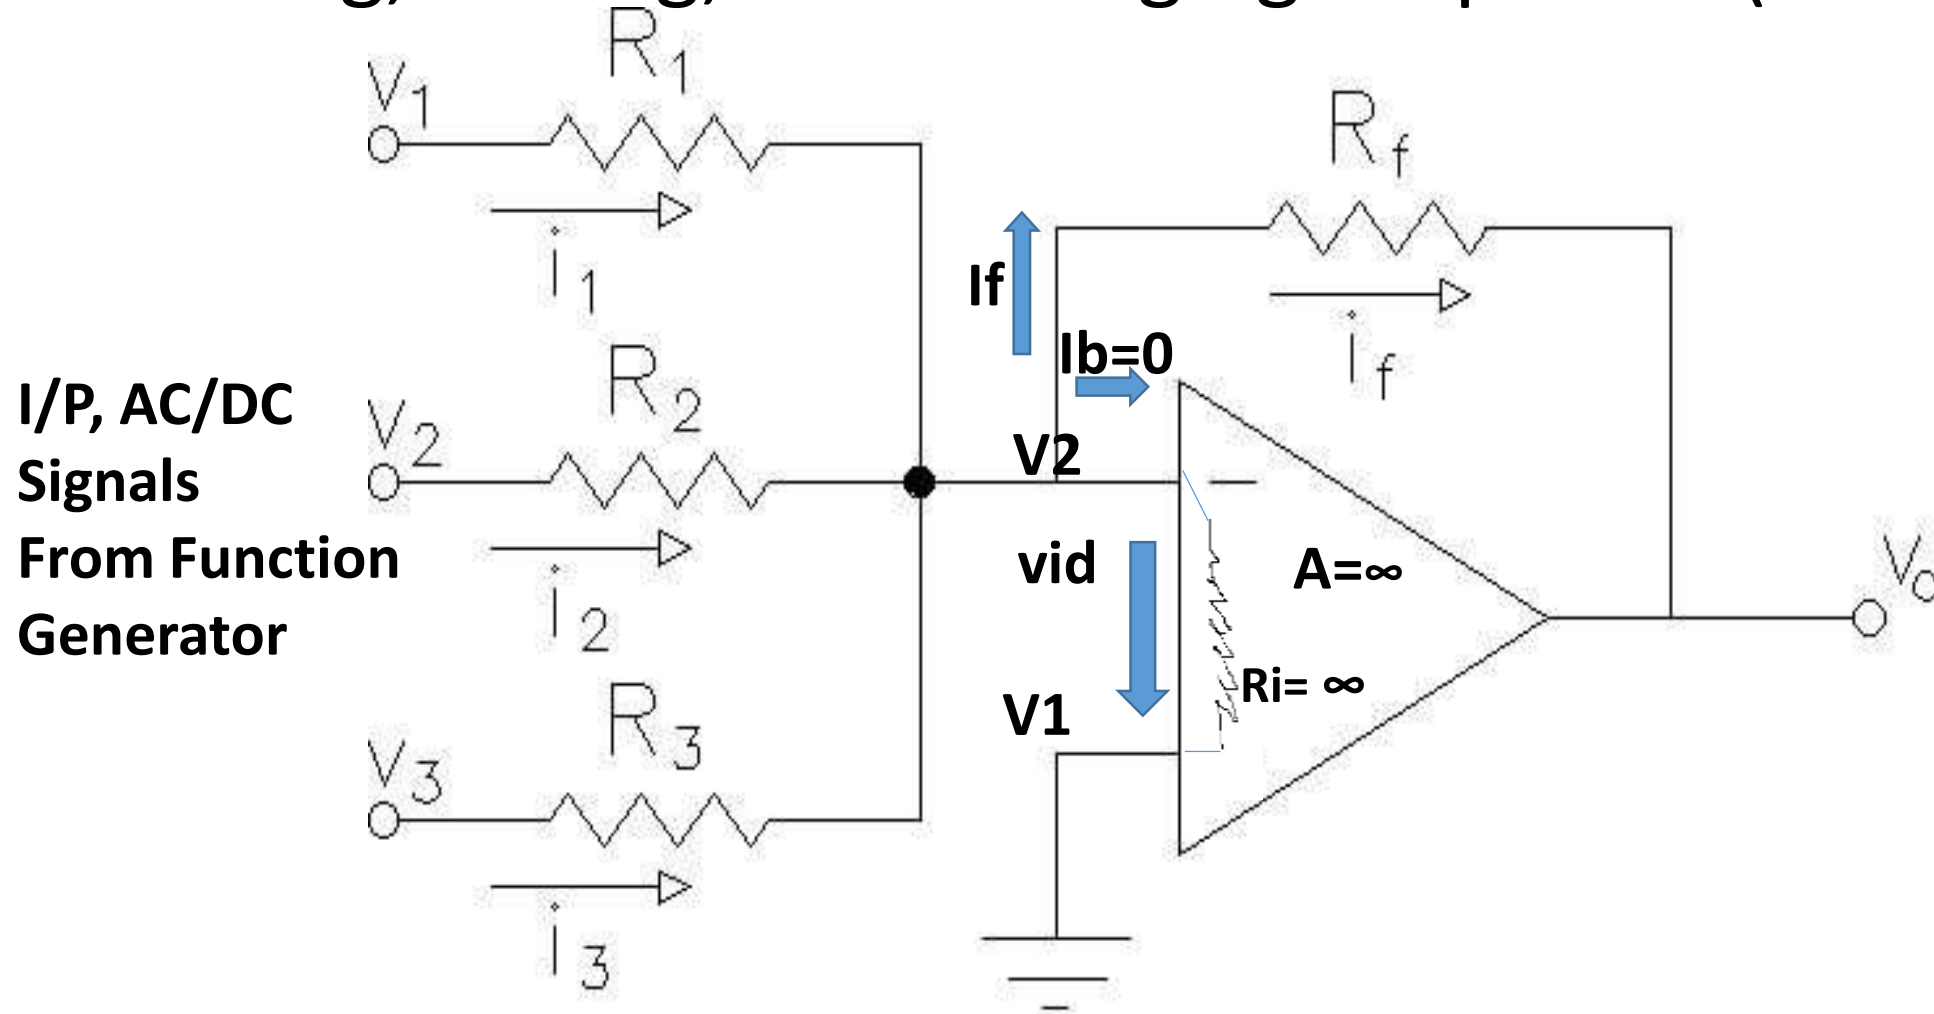 R1
V1
Rf
i1
If
if
Ib=0
R2
I/P, AC/DC
V2
V2
Signals
From Function
vid
A=∞
Vo
i2
Generator
R3
Ri= ∞
V1
V3
i3